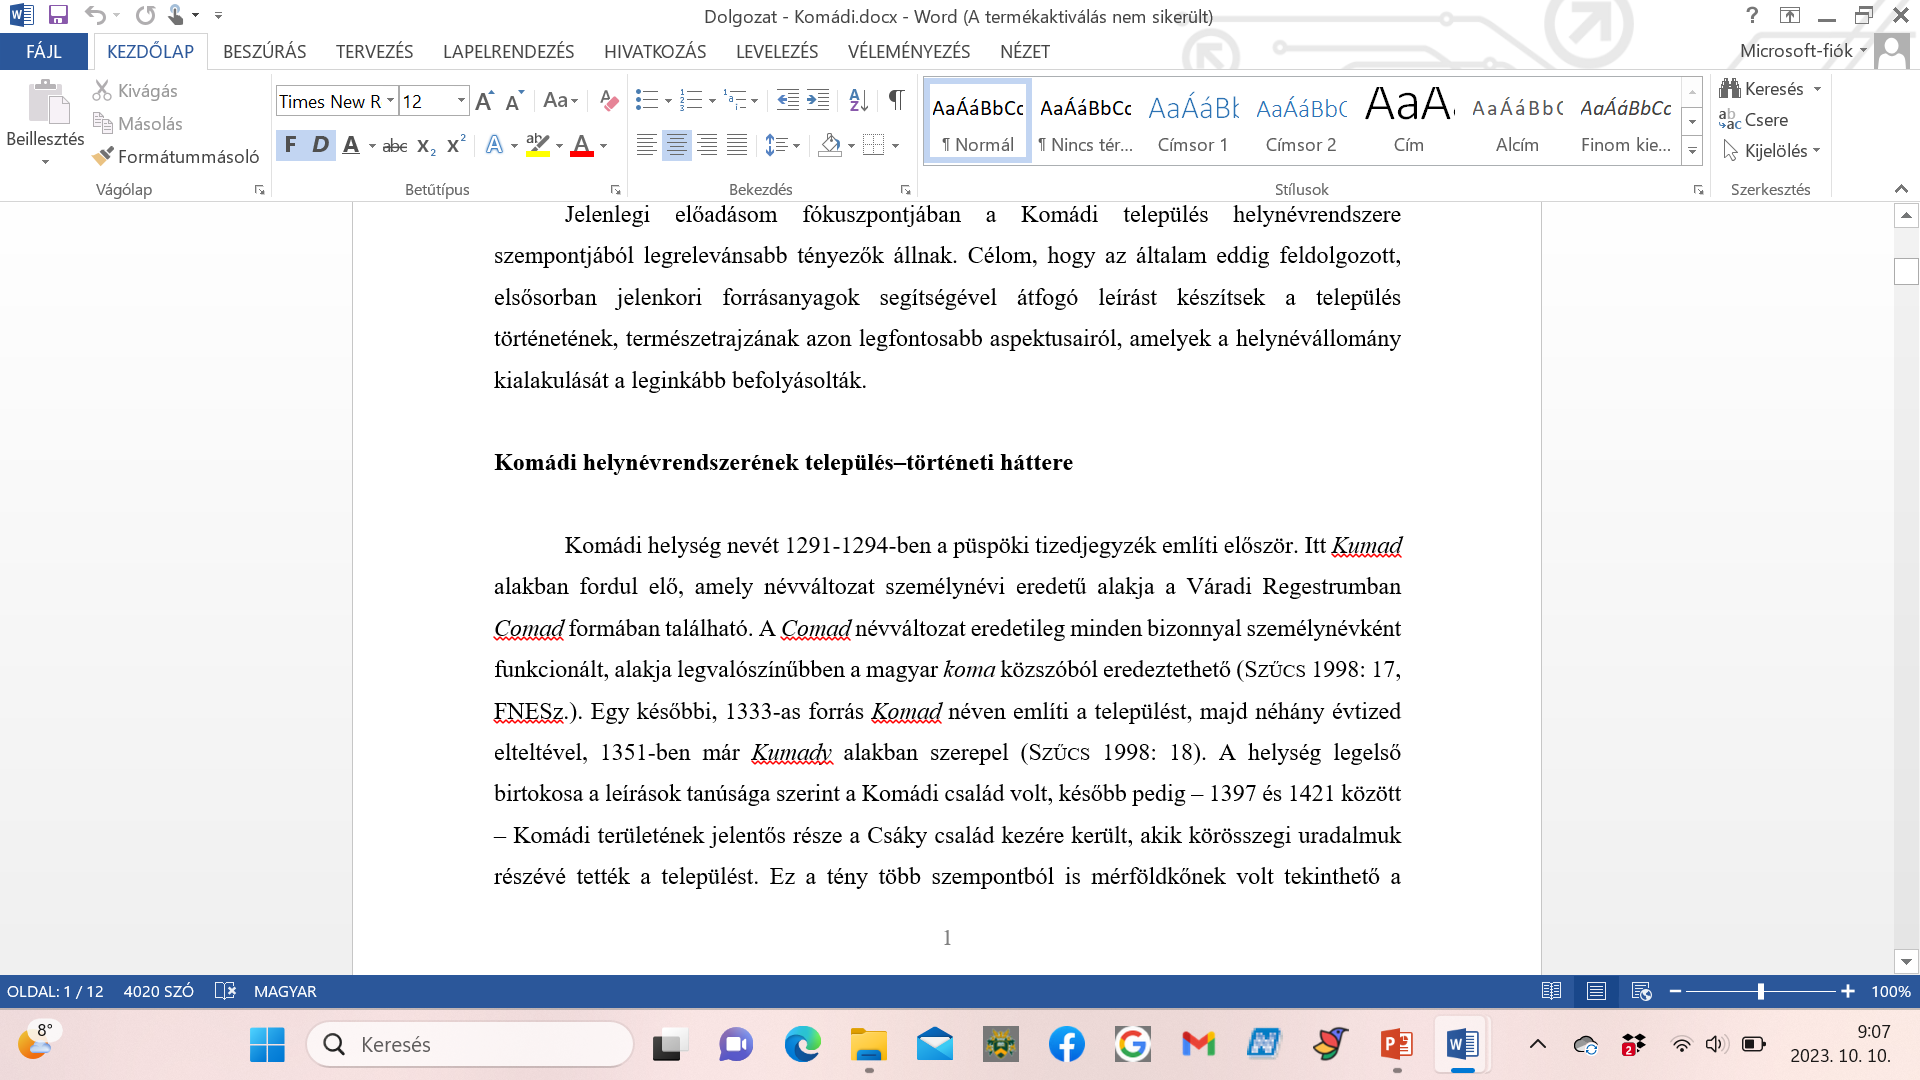 Dolgozat - Komádi.docx - Word (A termékaktiválás nem sikerült)
FÁJL KEZDŐLAP BESZÚRÁS TERVEZÉS LAPELRENDEZÉS HIVATKOZÁS LEVELEZÉS VÉLEMÉNYEZÉS NÉZET Microsoft-fiók
Beillesztés
Kivágás
Másolás
Formátummásoló
Vágólap
Times New R 12
Betűtípus
Bekezdés
AaÁáBbCc AaÁáBbCc AaÁáBb AaÁáBbC AaA AaÁáBbC AaÁáBbCc
¶ Normál ¶ Nincs tér... Címsor 1 Címsor 2 Cím Alcím Finom kie...
Stílusok
Keresés
Csere
Kijelölés
Szerkesztés
Jelenlegi előadásom fókuszpontjában a Komádi település helynévrendszere
szempontjából legrelevánsabb tényezők állnak. Célom, hogy az általam eddig feldolgozott,
elsősorban jelenkori forrásanyagok segítségével átfogó leírást készítsek a település
történetének, természetrajzának azon legfontosabb aspektusairól, amelyek a helynévállomány
kialakulását a leginkább befolyásolták.
Komádi helynévrendszerének település–történeti háttere
Komádi helység nevét 1291-1294-ben a püspöki tizedjegyzék említi először. Itt Kumad
alakban fordul elő, amely névváltozat személynévi eredetű alakja a Váradi Regestrumban
Comad formában található. A Comad névváltozat eredetileg minden bizonnyal személynévként
funkcionált, alakja legvalószínűbben a magyar koma közszóból eredeztethető (SZŰCS 1998: 17,
FNESz.). Egy későbbi, 1333-as forrás Komad néven említi a települést, majd néhány évtized
elteltével, 1351-ben már Kumady alakban szerepel (SZŰCS 1998: 18). A helység legelső
birtokosa a leírások tanúsága szerint a Komádi család volt, később pedig – 1397 és 1421 között
– Komádi területének jelentős része a Csáky család kezére került, akik körösszegi uradalmuk
részévé tették a települést. Ez a tény több szempontból is mérföldkőnek volt tekinthető a
1
OLDAL: 1 / 12 4020 SZÓ MAGYAR 100%
8° Keresés 9:07
2023. 10. 10.